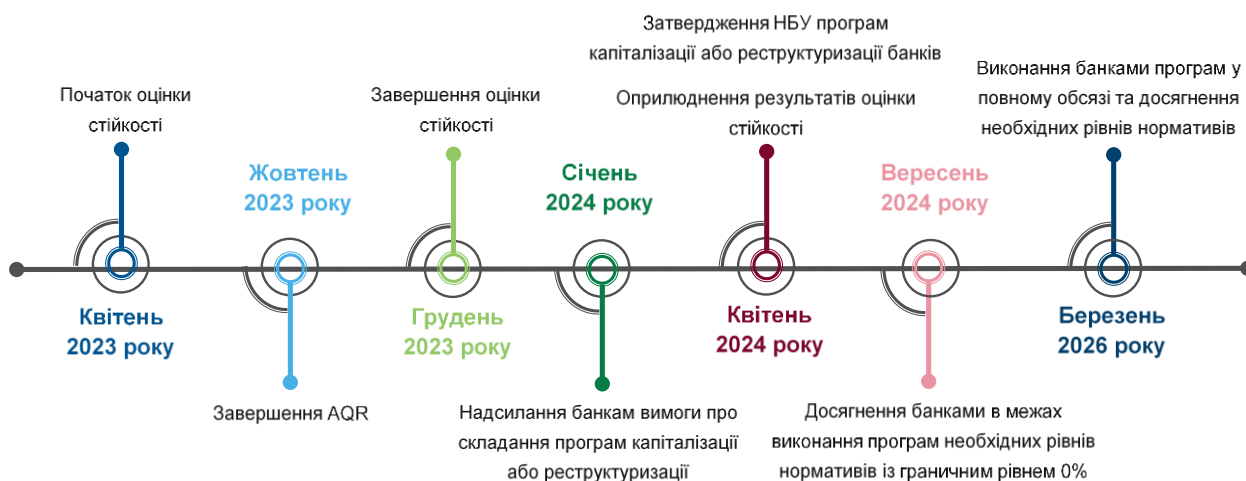 Початок оцінки
стійкості
Квітень
2023 року
Жовтень
2023 року
Завершення AQR
Завершення оцінки
стійкості
Грудень
2023 року
Січень
2024 року
Надсилання банкам вимоги про
складання програм капіталізації
або реструктуризації
Затвердження НБУ програм
капіталізації або реструктуризації банків
Оприлюднення результатів оцінки
стійкості
Квітень
2024 року
Вересень
2024 року
Досягнення банками в межах
виконання програм необхідних рівнів
нормативів із граничним рівнем 0%
Виконання банками програм у
повному обсязі та досягнення
необхідних рівнів нормативів
Березень
2026 року